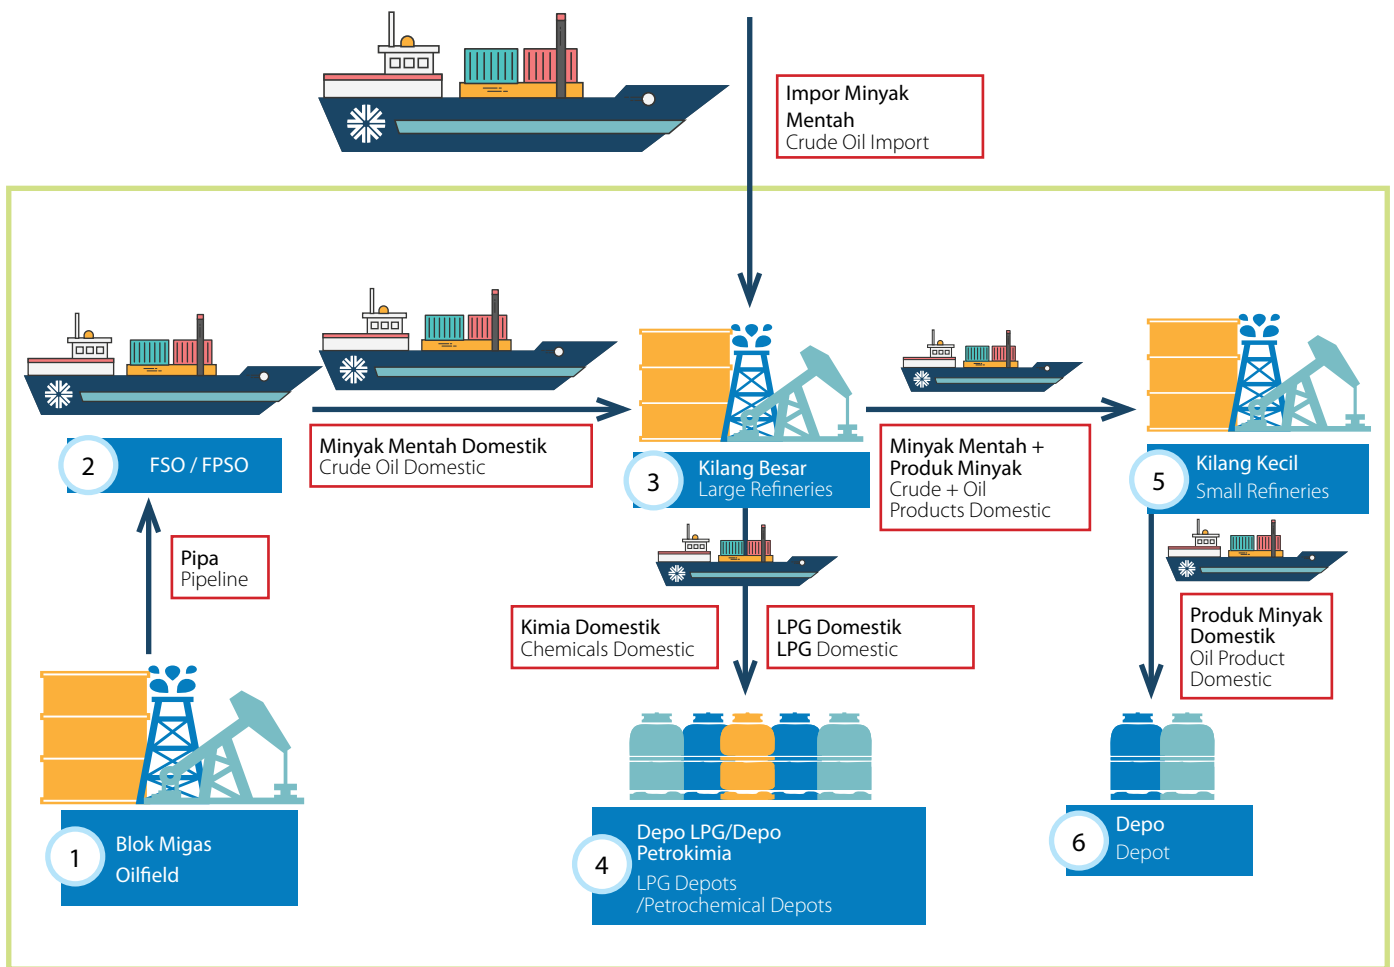 Impor Minyak
Mentah
Crude Oil Import
2
FSO / FPSO
Minyak Mentah Domestik
Crude Oil Domestic
3
Kilang Besar
Large Refineries
Minyak Mentah +
Produk Minyak
Crude + Oil
Products Domestic
5
Kilang Kecil
Small Refineries
Pipa
Pipeline
Kimia Domestik
Chemicals Domestic
LPG Domestik
LPG Domestic
Produk Minyak
Domestik
Oil Product
Domestic
1
Blok Migas
Oilfield
4
Depo LPG/Depo
Petrokimia
LPG Depots
/Petrochemical Depots
6
Depo
Depot